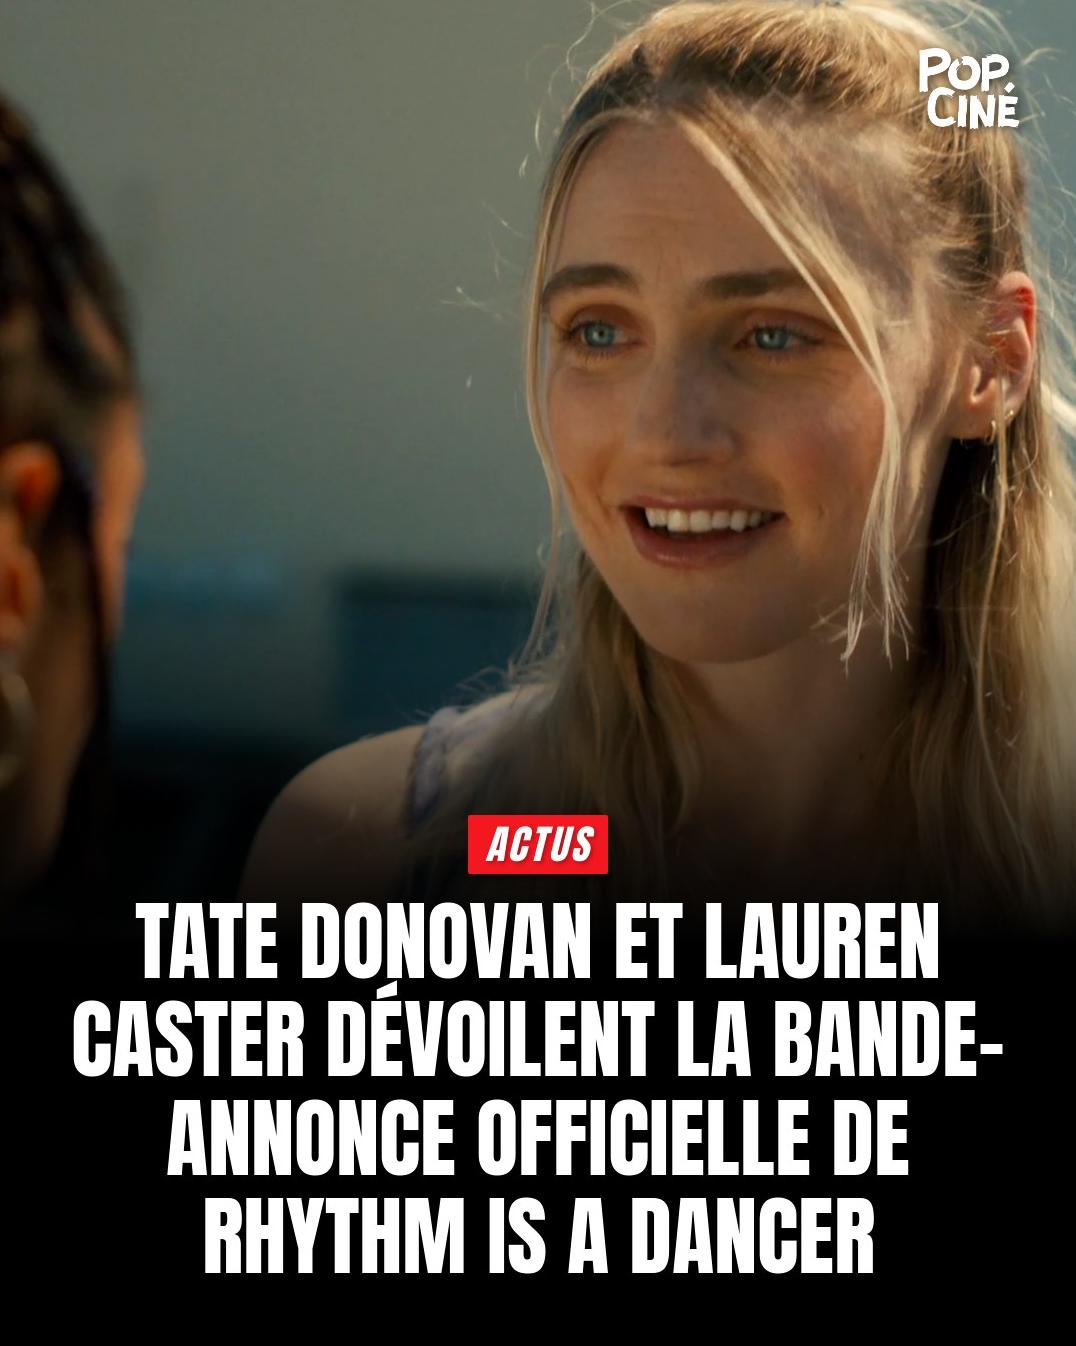 POP
CINÉ
ACTUS
TATE DONOVAN ET LAUREN
CASTER DÉVOILENT LA BANDE-
ANNONCE OFFICIELLE DE
RHYTHM IS A DANCER